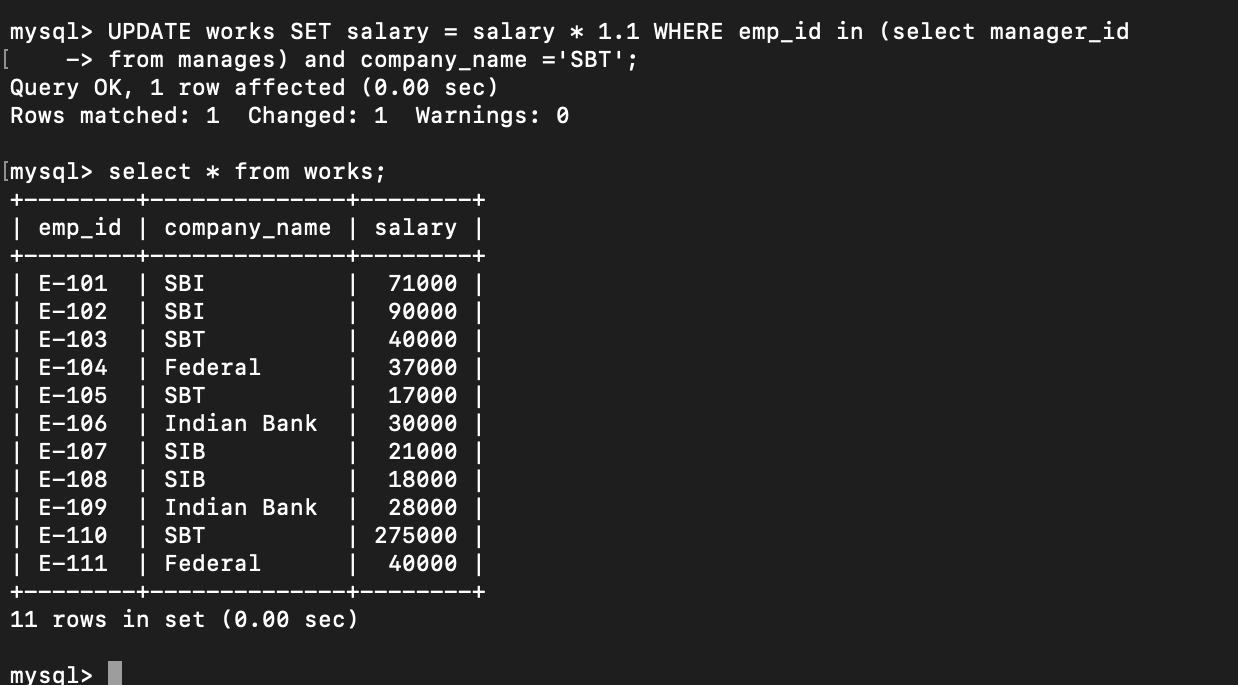 mysql> UPDATE works SET salary = salary * 1.1 WHERE emp_id in (select manager_id
[    -> from manages) and company_name ='SBT';
Query OK, 1 row affected (0.00 sec)
Rows matched: 1  Changed: 1  Warnings: 0
[mysql> select * from works;
+--------+--------------+--------+
| emp_id | company_name | salary |
+--------+--------------+--------+
| E-101  | SBI          |  71000 |
| E-102  | SBI          |  90000 |
| E-103  | SBT          |  40000 |
| E-104  | Federal      |  37000 |
| E-105  | SBT          |  17000 |
| E-106  | Indian Bank  |  30000 |
| E-107  | SIB          |  21000 |
| E-108  | SIB          |  18000 |
| E-109  | Indian Bank  |  28000 |
| E-110  | SBT          | 275000 |
| E-111  | Federal      |  40000 |
+--------+--------------+--------+
11 rows in set (0.00 sec)
mysql>